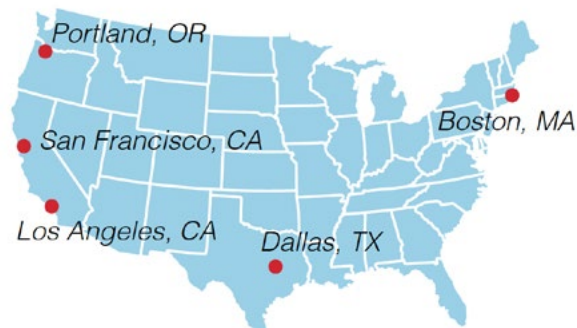 Portland, OR
Boston, MA
San Francisco, CA
Los Angeles, CA
Dallas, TX